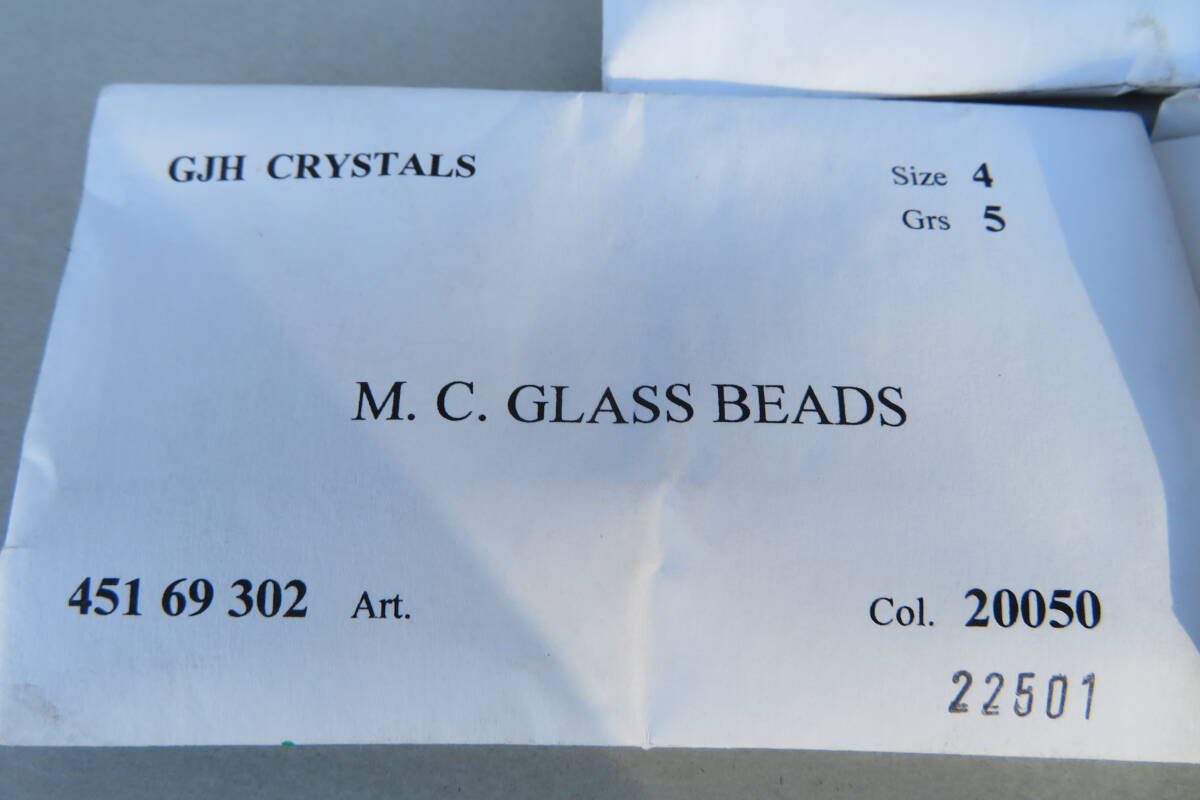 GJH CRYSTALS
Size 4
Grs 5
M. C. GLASS BEADS
451 69 302 Art.
Col. 20050
22501